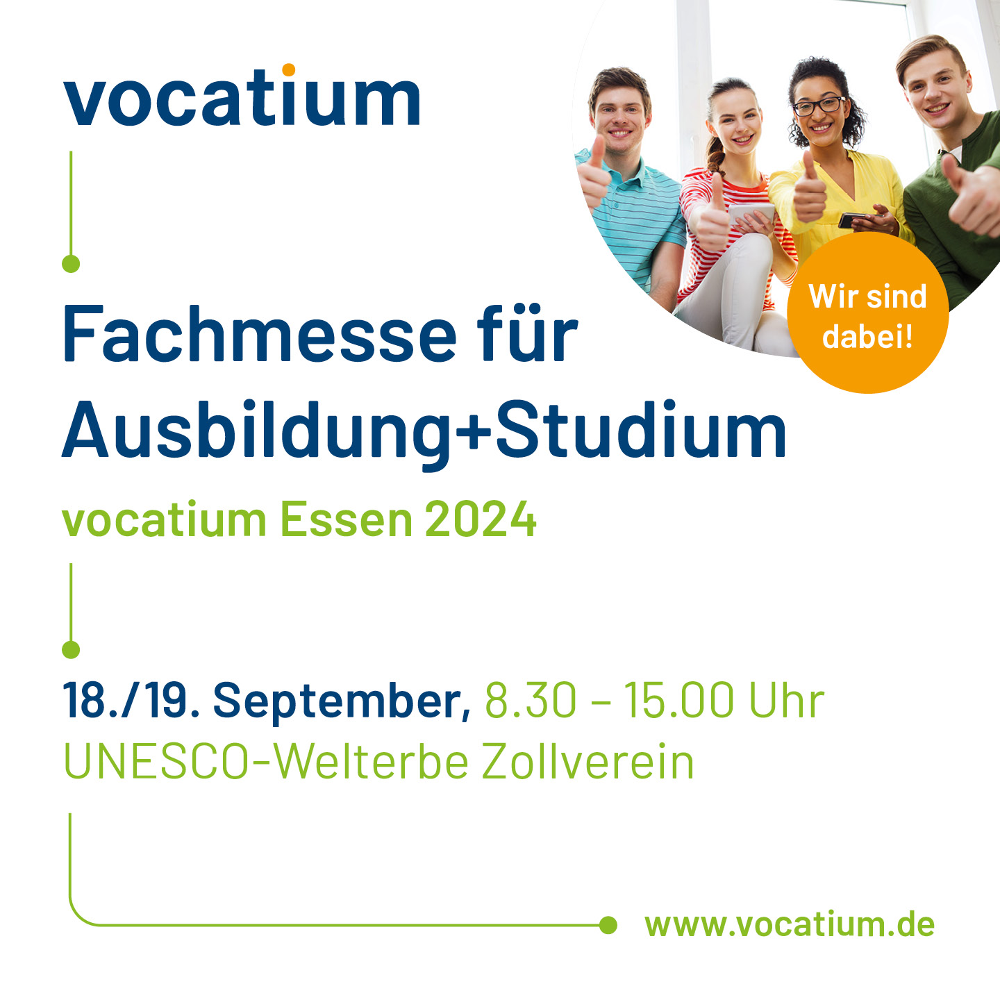 vocatium
Wir sind
dabei!
Fachmesse für
Ausbildung+Studium
vocatium Essen 2024
18./19. September, 8.30 – 15.00 Uhr
UNESCO-Welterbe Zollverein
www.vocatium.de